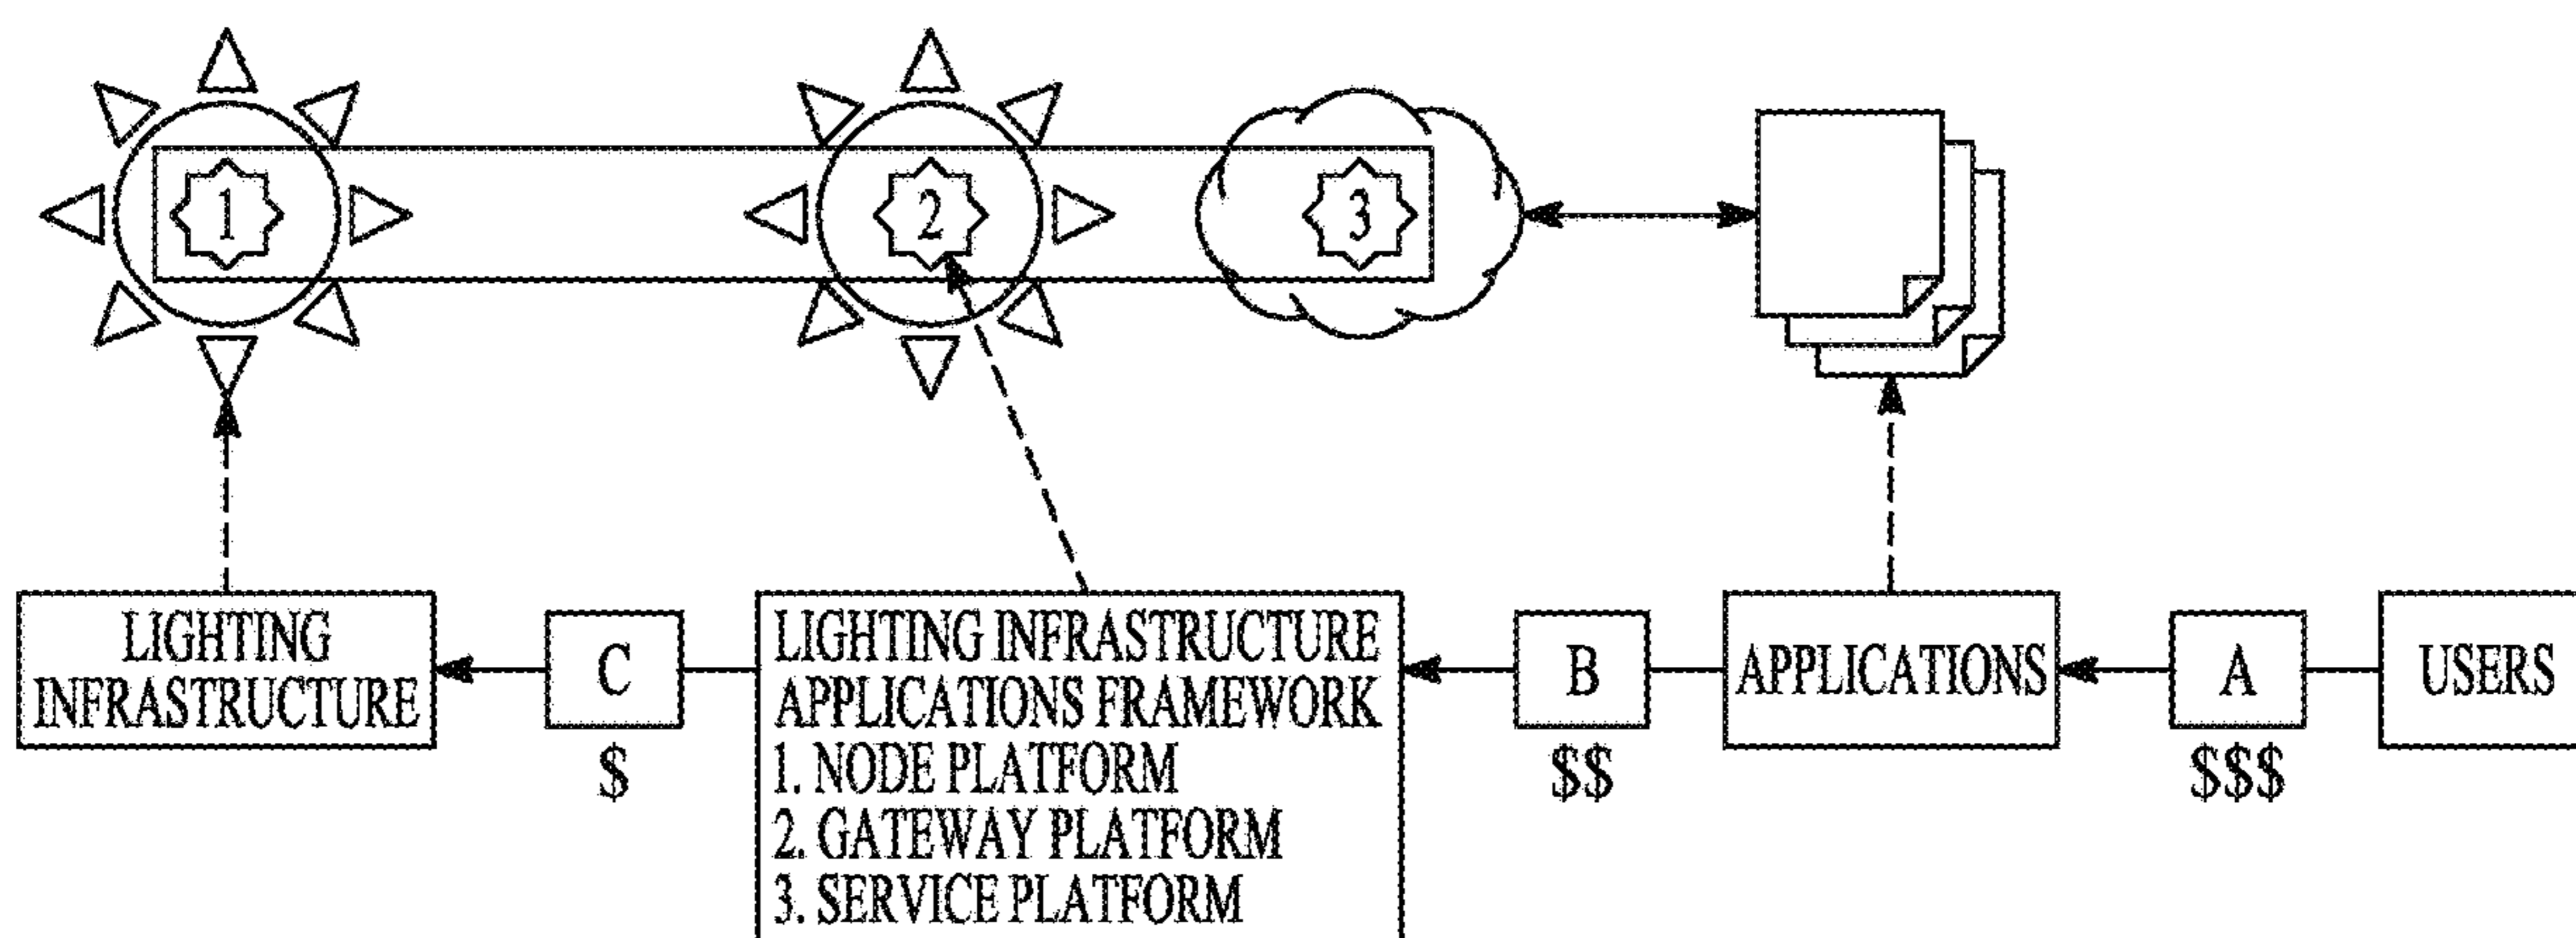 1
2
3
LIGHTING
INFRASTRUCTURE
C
$
LIGHTING INFRASTRUCTURE
APPLICATIONS FRAMEWORK
1. NODE PLATFORM
2. GATEWAY PLATFORM
3. SERVICE PLATFORM
B
$$
APPLICATIONS
A
$$$
USERS